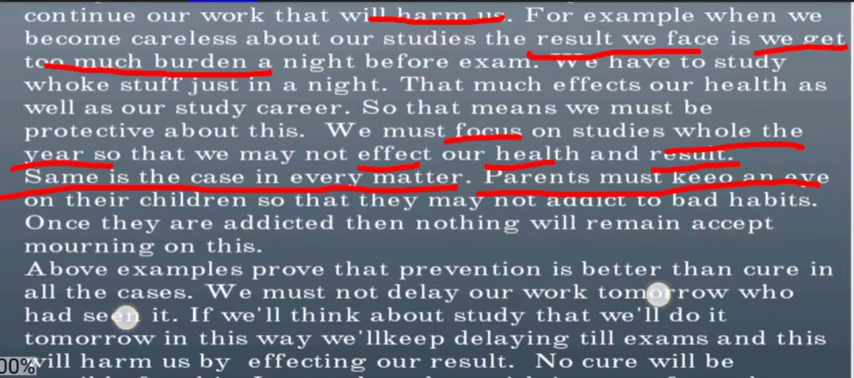 continue our work that will harm us. For example when we
become careless about our studies the result we face is we get
too much burden a night before exam. We have to study
whoke stuff just in a night. That much effects our health as
well as our study career. So that means we must be
protective about this. We must focus on studies whole the
year so that we may not effect our health and result.
Same is the case in every matter. Parents must keeo an eye
on their children so that they may not addict to bad habits.
Once they are addicted then nothing will remain accept
mourning on this.
Above examples prove that prevention is better than cure in
all the cases. We must not delay our work tomorrow who
had seen it. If we'll think about study that we'll do it
tomorrow in this way we'llkeep delaying till exams and this
00% will harm us by effecting our result. No cure will be